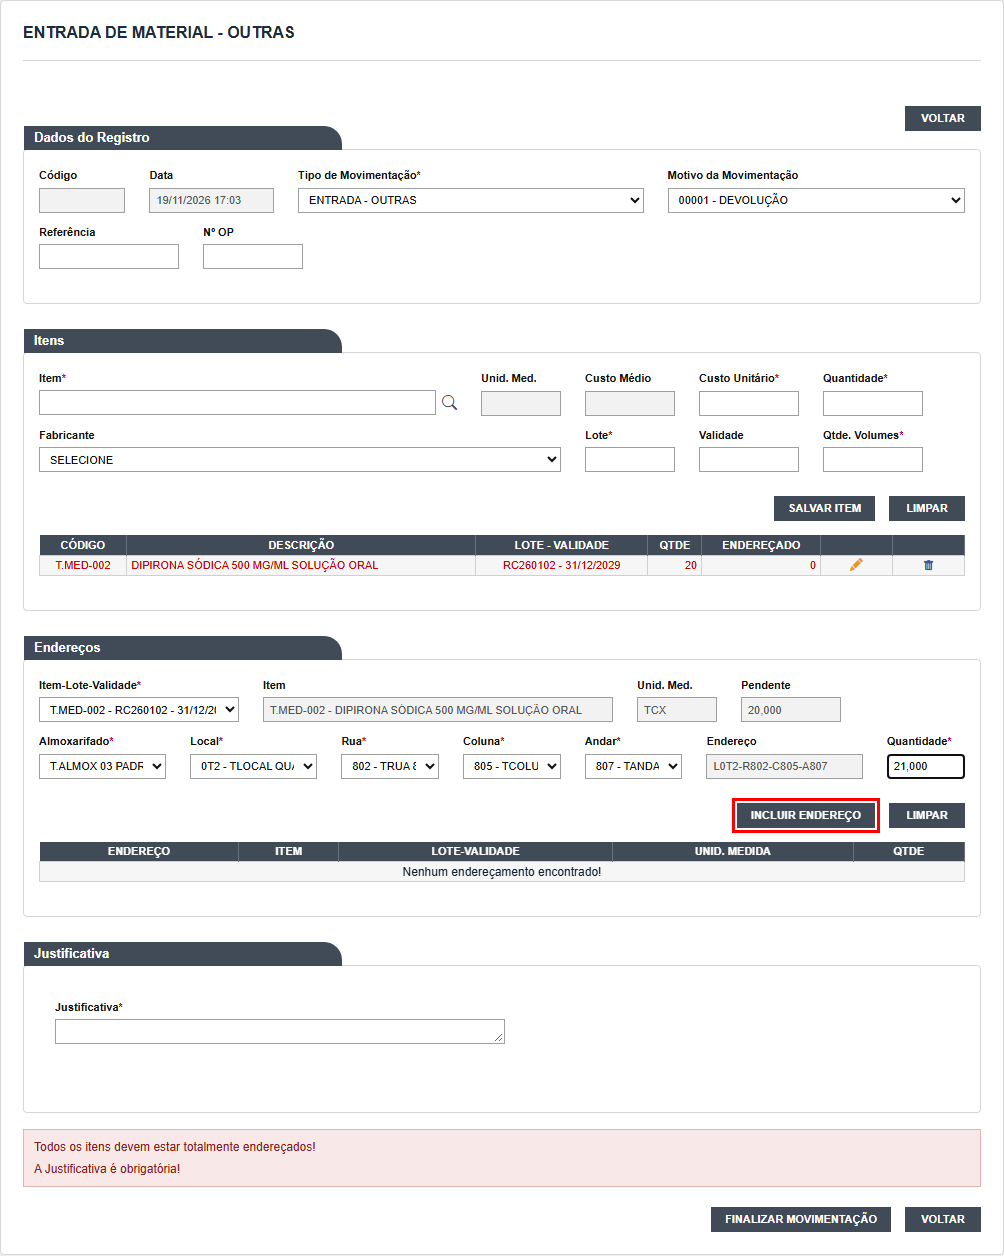 ENTRADA DE MATERIAL - OUTRAS
VOLTAR
Dados do Registro
Código Data Tipo de Movimentação* Motivo da Movimentação
19/11/2026 17:03 ENTRADA - OUTRAS 00001 - DEVOLUÇÃO
Referência Nº OP
Itens
Item* Unid. Med. Custo Médio Custo Unitário* Quantidade*
Fabricante Lote* Validade Qtde. Volumes*
SELECIONE
SALVAR ITEM LIMPAR
CÓDIGO DESCRIÇÃO LOTE - VALIDADE QTDE ENDEREÇADO
T.MED-002 DIPIRONA SÓDICA 500 MG/ML SOLUÇÃO ORAL RC260102 - 31/12/2029 20 0
Endereços
Item-Lote-Validade* Item Unid. Med. Pendente
T.MED-002 - RC260102 - 31/12/20 T.MED-002 - DIPIRONA SÓDICA 500 MG/ML SOLUÇÃO ORAL TCX 20,000
Almoxarifado* Local* Rua* Coluna* Andar* Endereço Quantidade*
T.ALMOX 03 PADR 0T2 - TLOCAL QUA 802 - TRUA 8 805 - TCOLU 807 - TANDA L0T2-R802-C805-A807 21,000
INCLUIR ENDEREÇO LIMPAR
ENDEREÇO ITEM LOTE-VALIDADE UNID. MEDIDA QTDE
Nenhum endereçamento encontrado!
Justificativa
Justificativa*
Todos os itens devem estar totalmente endereçados!
A Justificativa é obrigatória!
FINALIZAR MOVIMENTAÇÃO VOLTAR